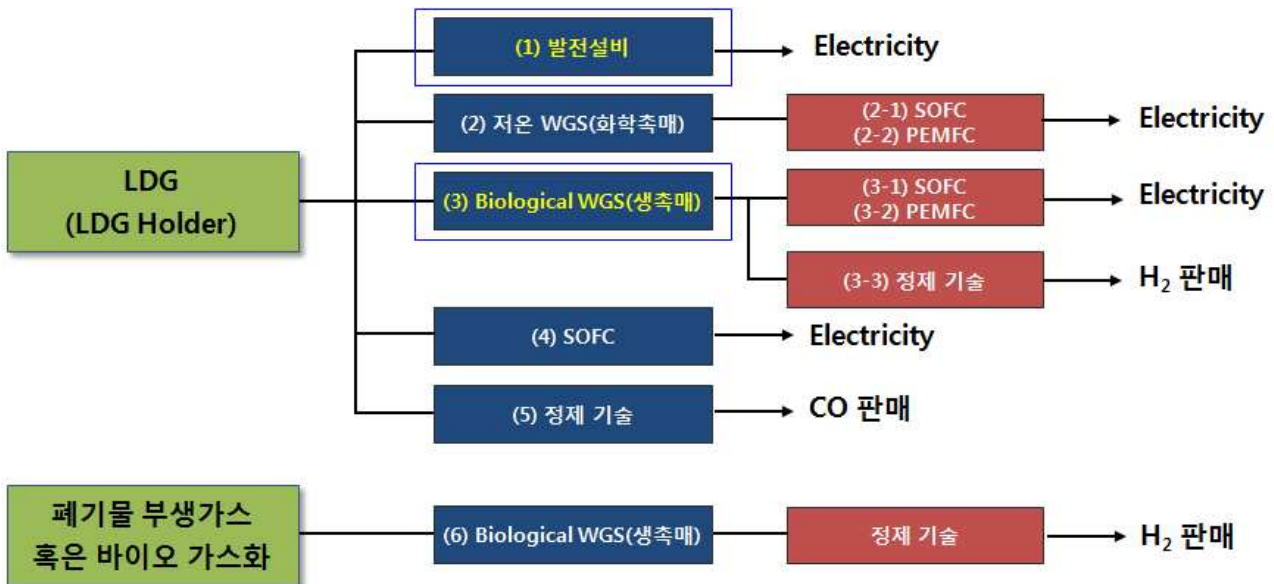 (1) 발전설비
Electricity
(2) 저온 WGS(화학촉매)
(2-1) SOFC
(2-2) PEMFC
Electricity
LDG
(LDG Holder)
(3) Biological WGS(생촉매)
(3-1) SOFC
(3-2) PEMFC
Electricity
(3-3) 정제 기술
H₂ 판매
(4) SOFC
Electricity
(5) 정제 기술
CO 판매
폐기물 부생가스
혹은 바이오 가스화
(6) Biological WGS(생촉매)
정제 기술
H₂ 판매